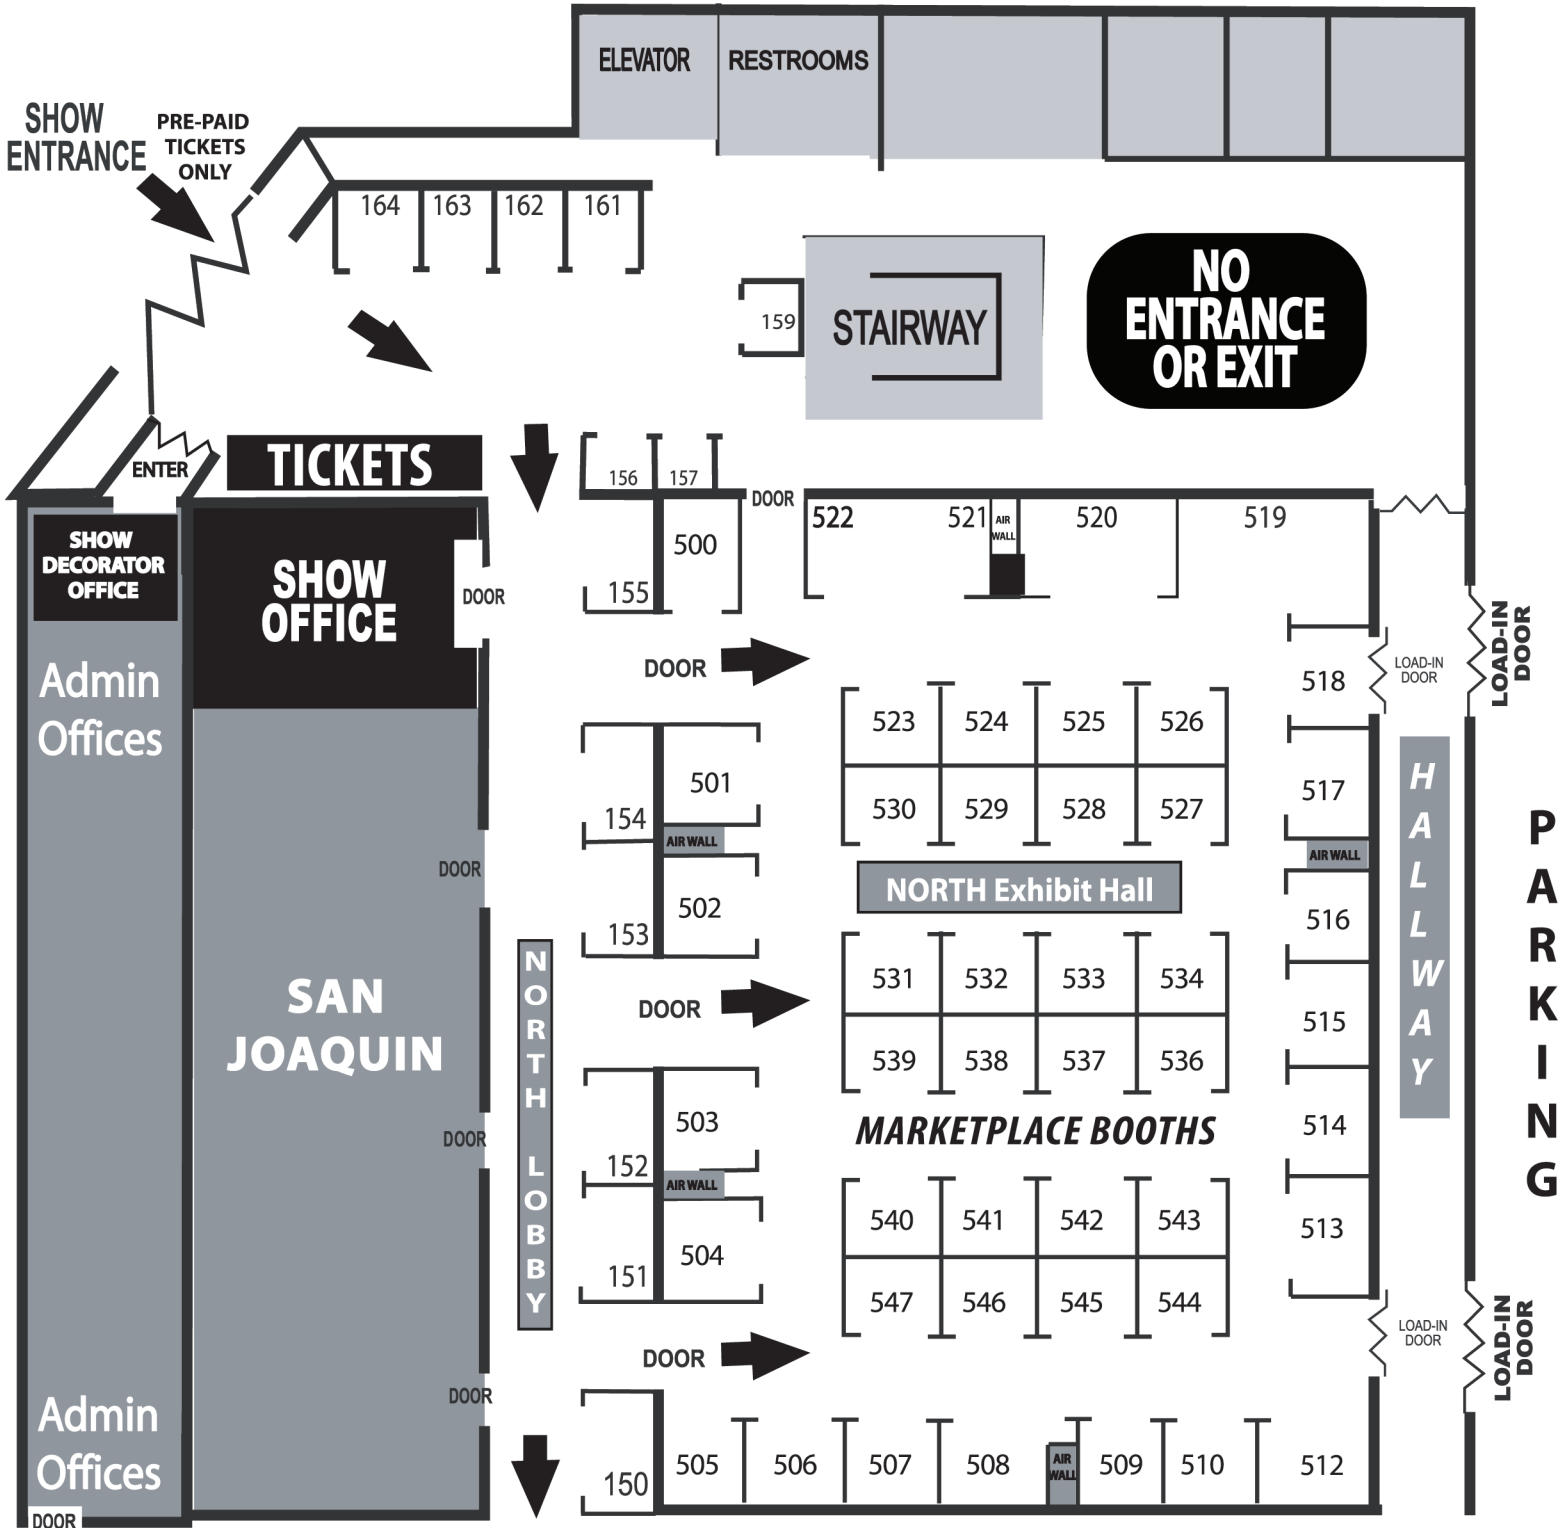 ELEVATOR
RESTROOMS
SHOW
ENTRANCE
PRE-PAID
TICKETS
ONLY
164
163
162
161
159
STAIRWAY
NO
ENTRANCE
OR EXIT
ENTER
TICKETS
156
157
DOOR
SHOW
DECORATOR
OFFICE
SHOW
OFFICE
DOOR
155
500
522
521
AIR
WALL
520
519
Admin
Offices
DOOR
518
LOAD-IN
DOOR
LOAD-IN
DOOR
523
524
525
526
530
529
528
527
501
154
AIR WALL
502
153
517
AIR WALL
516
HALLWAY
PARKING
DOOR
NORTH Exhibit Hall
NORTH LOBBY
SAN
JOAQUIN
DOOR
531
532
533
534
539
538
537
536
515
514
513
MARKETPLACE BOOTHS
DOOR
503
152
AIR WALL
504
151
540
541
542
543
547
546
545
544
DOOR
LOAD-IN
DOOR
LOAD-IN
DOOR
DOOR
Admin
Offices
DOOR
150
505
506
507
508
AIR
WALL
509
510
512